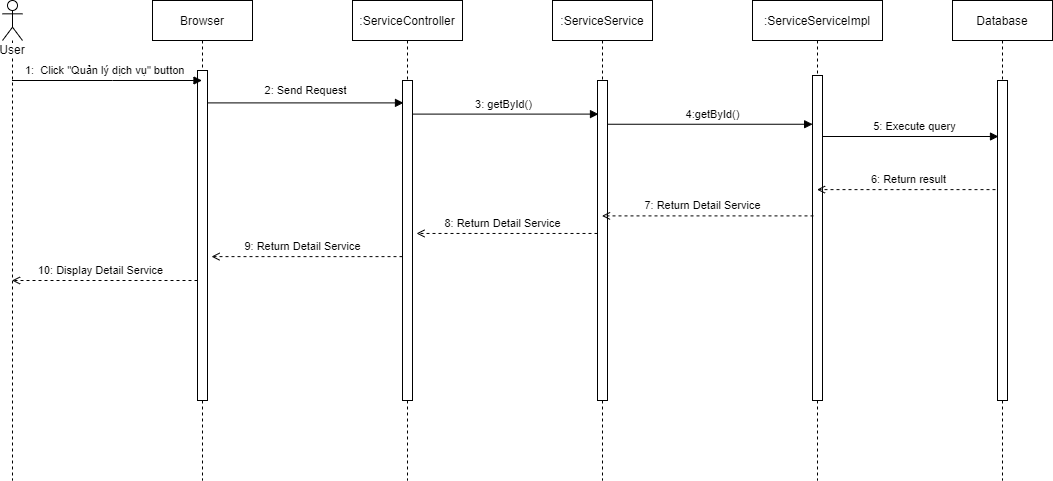 Browser
:ServiceController
:ServiceService
:ServiceServiceImpl
Database
User
1:  Click "Quản lý dịch vụ" button
2: Send Request
3: getById()
4:getById()
5: Execute query
6: Return result
7: Return Detail Service
8: Return Detail Service
9: Return Detail Service
10: Display Detail Service